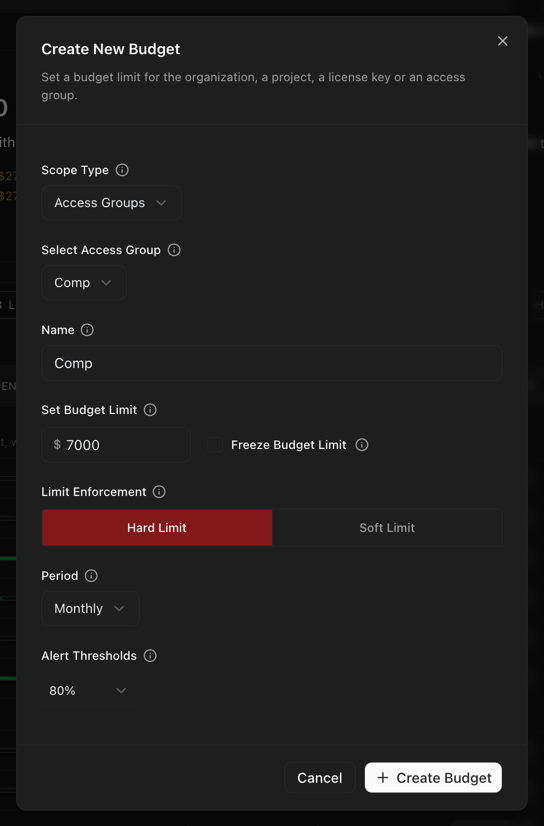 Create New Budget
Set a budget limit for the organization, a project, a license key or an access
group.
Scope Type
Access Groups
Select Access Group
Comp
Name
Comp
Set Budget Limit
$ 7000
Freeze Budget Limit
Limit Enforcement
Hard Limit
Soft Limit
Period
Monthly
Alert Thresholds
80%
Cancel
+ Create Budget